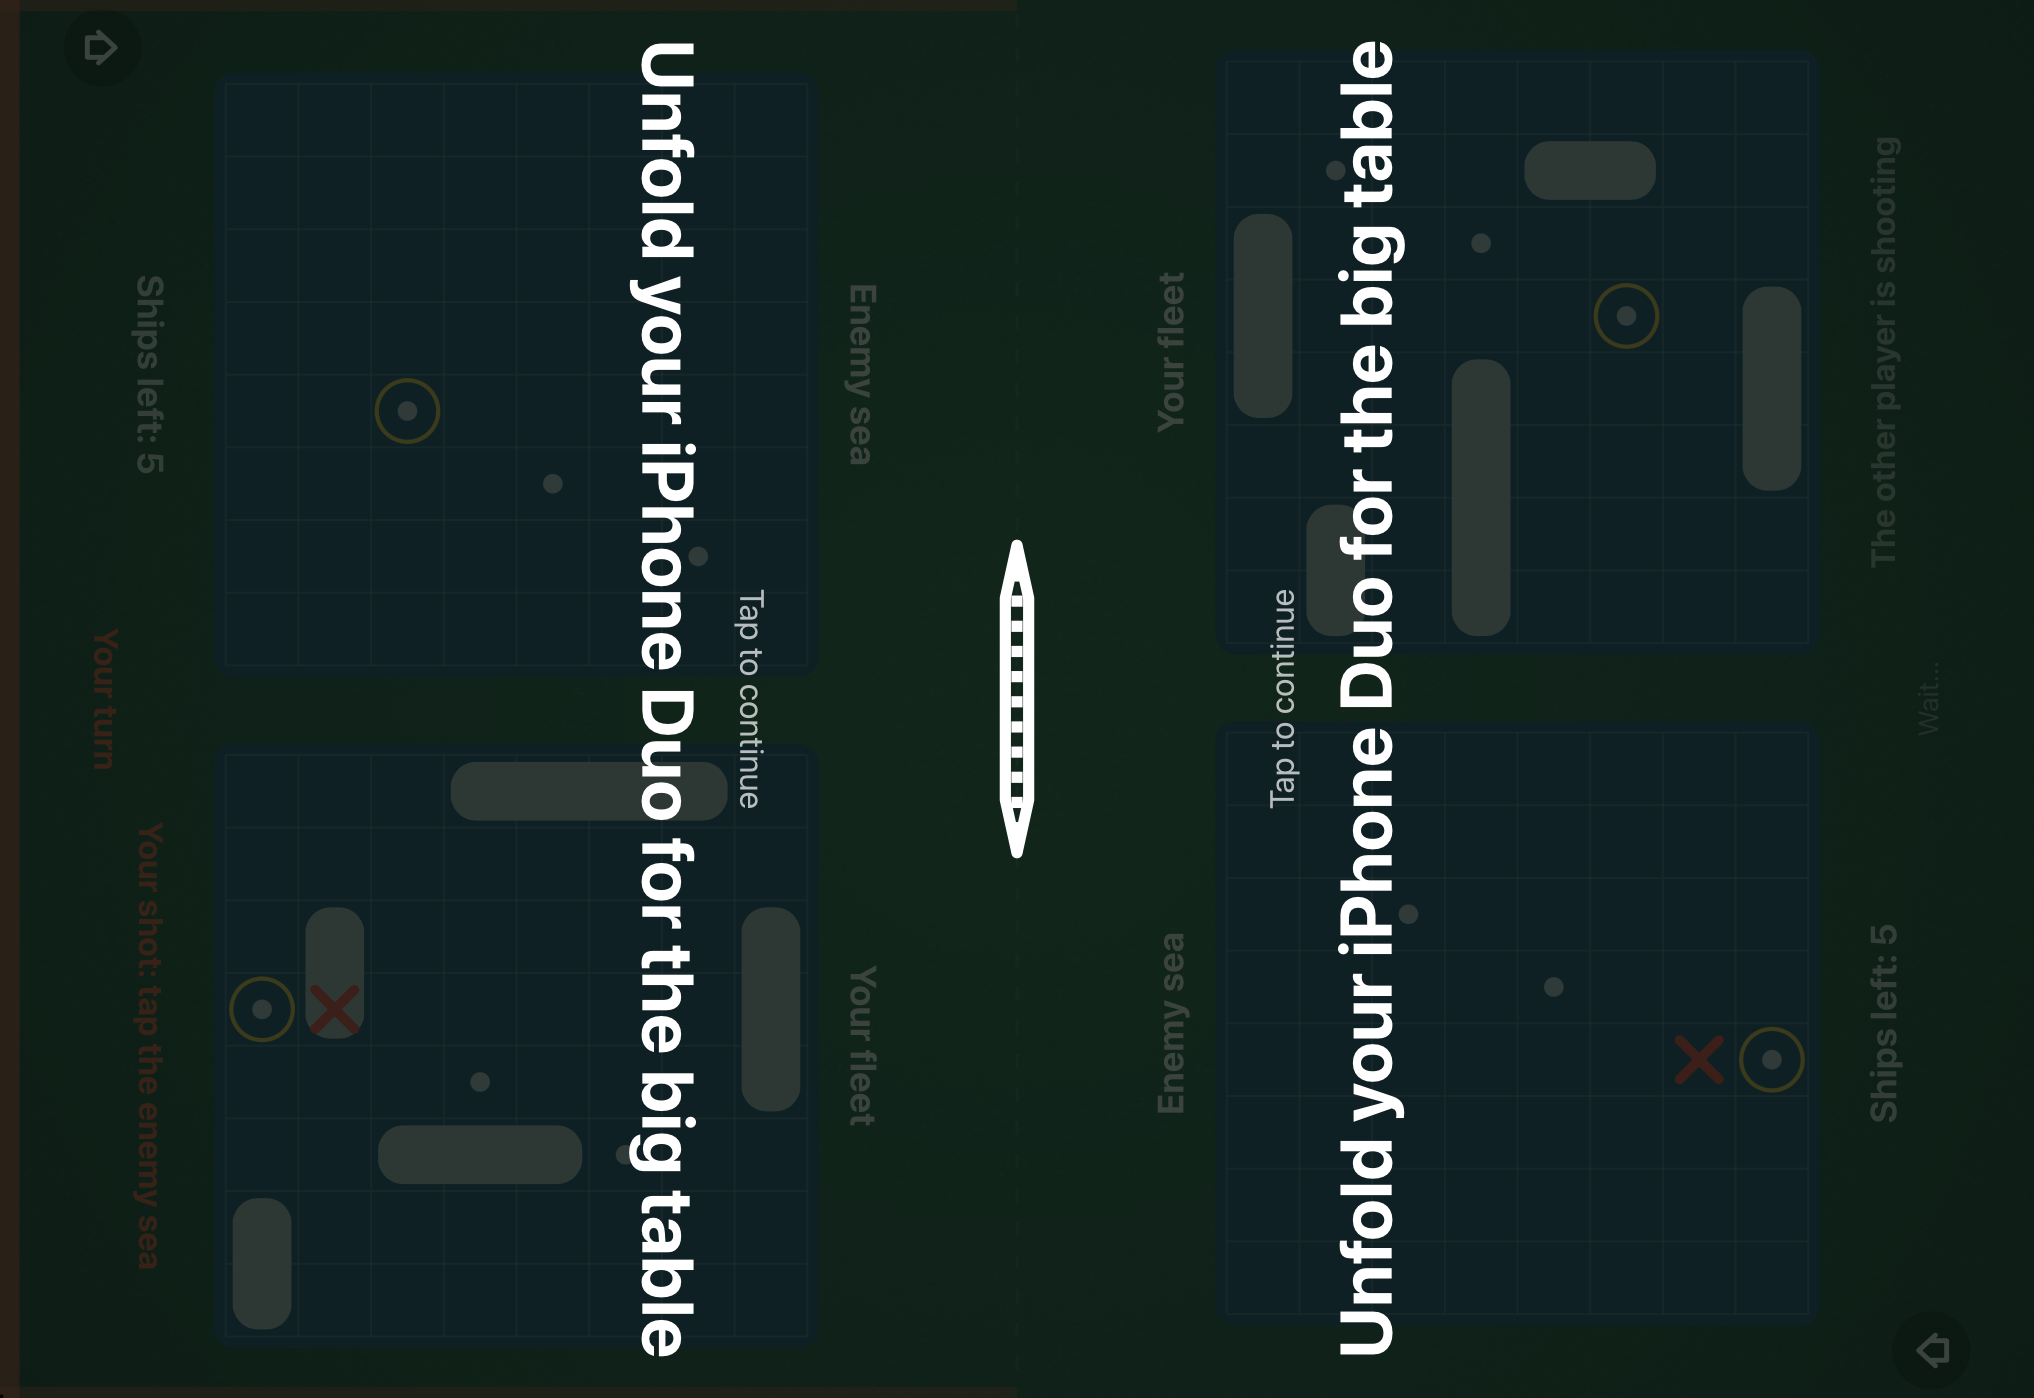 Your turn
Ships left: 5
Your shot: tap the enemy sea
Unfold your iPhone Duo for the big table
Tap to continue
Enemy sea
Your fleet
Your fleet
Enemy sea
Tap to continue
Unfold your iPhone Duo for the big table
The other player is shooting
Ships left: 5
Wait...